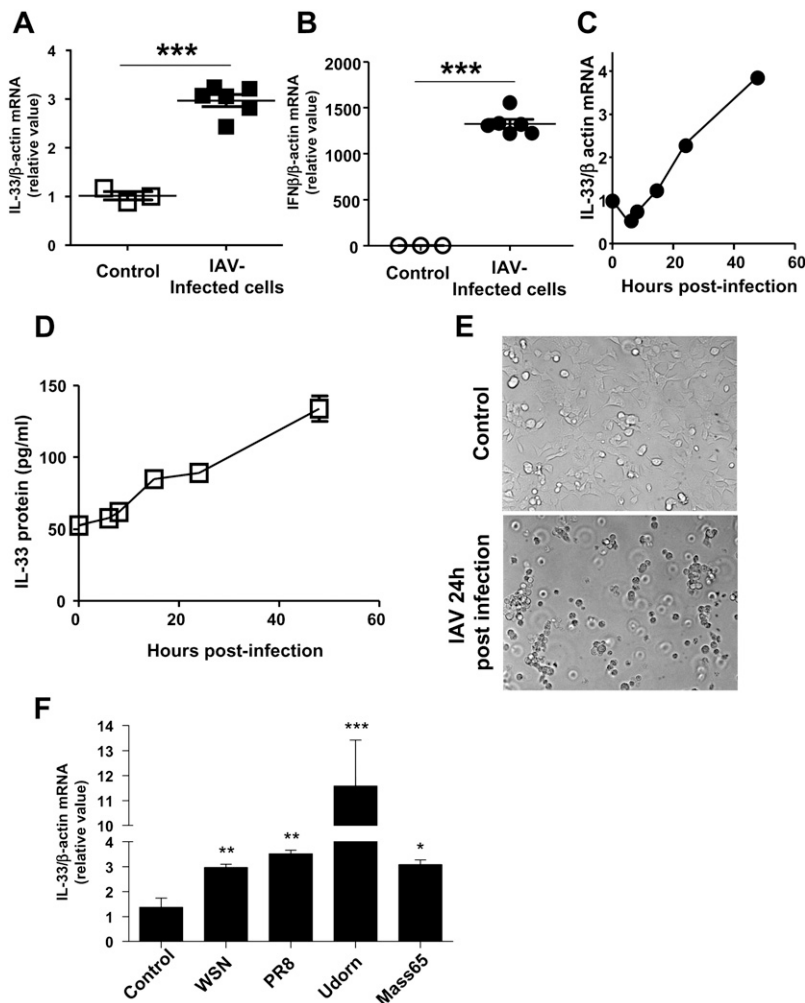 A
***
IL-33/β-actin mRNA
(relative value)
4
3
2
1
0
Control
IAV-
Infected cells
B
***
IFNβ/β-actin mRNA
(relative value)
2000
1500
1000
500
0
Control
IAV-
Infected cells
C
IL-33/β actin mRNA
4
3
2
1
0
0
20
40
60
Hours post-infection
D
IL-33 protein (pg/ml)
150
100
50
0
0
20
40
60
Hours post-infection
E
Control
IAV 24h
post infection
F
IL-33/β-actin mRNA
(relative value)
14
13
12
11
10
4
3
2
1
0
**
**
***
*
Control
WSN
PR8
Udorn
Mass65